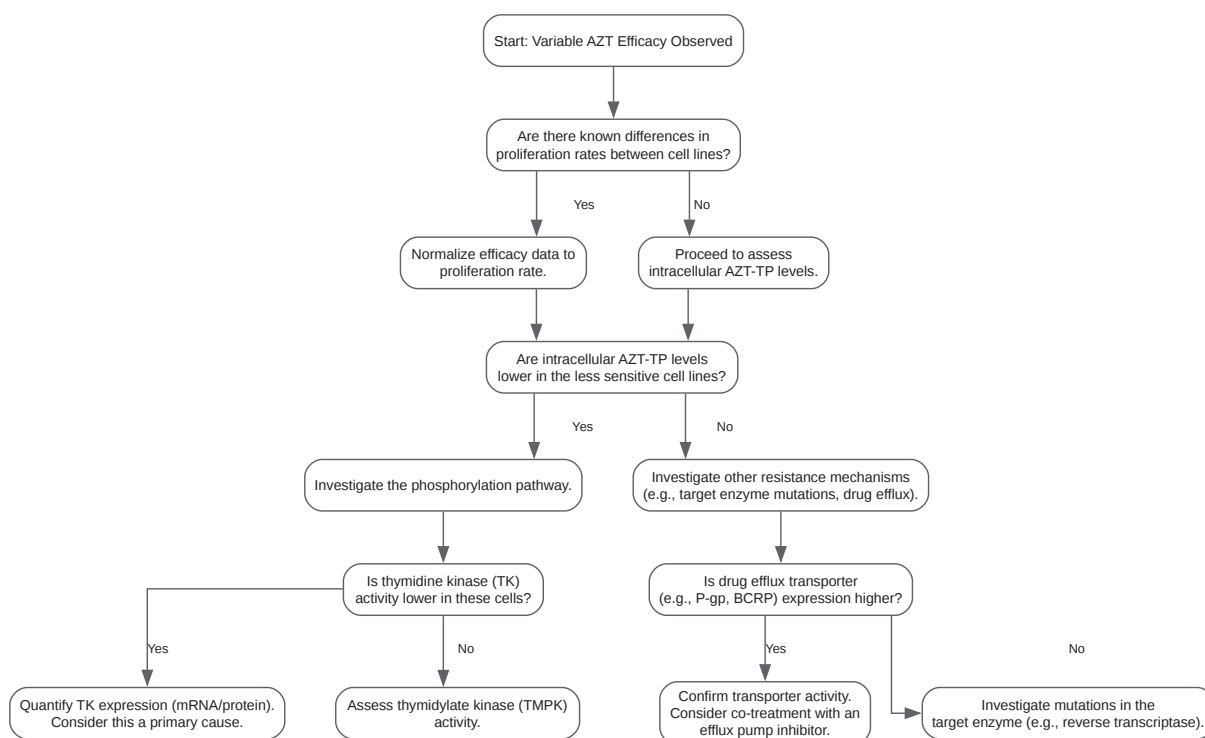 Start: Variable AZT Efficacy Observed
Are there known differences in
proliferation rates between cell lines?
Yes
No
Normalize efficacy data to
proliferation rate.
Proceed to assess
intracellular AZT-TP levels.
Are intracellular AZT-TP levels
lower in the less sensitive cell lines?
Yes
No
Investigate the phosphorylation pathway.
Investigate other resistance mechanisms
(e.g., target enzyme mutations, drug efflux).
Is thymidine kinase (TK)
activity lower in these cells?
Is drug efflux transporter
(e.g., P-gp, BCRP) expression higher?
Yes
No
Yes
No
Quantify TK expression (mRNA/protein).
Consider this a primary cause.
Assess thymidylate kinase (TMPK)
activity.
Confirm transporter activity.
Consider co-treatment with an
efflux pump inhibitor.
Investigate mutations in the
target enzyme (e.g., reverse transcriptase).